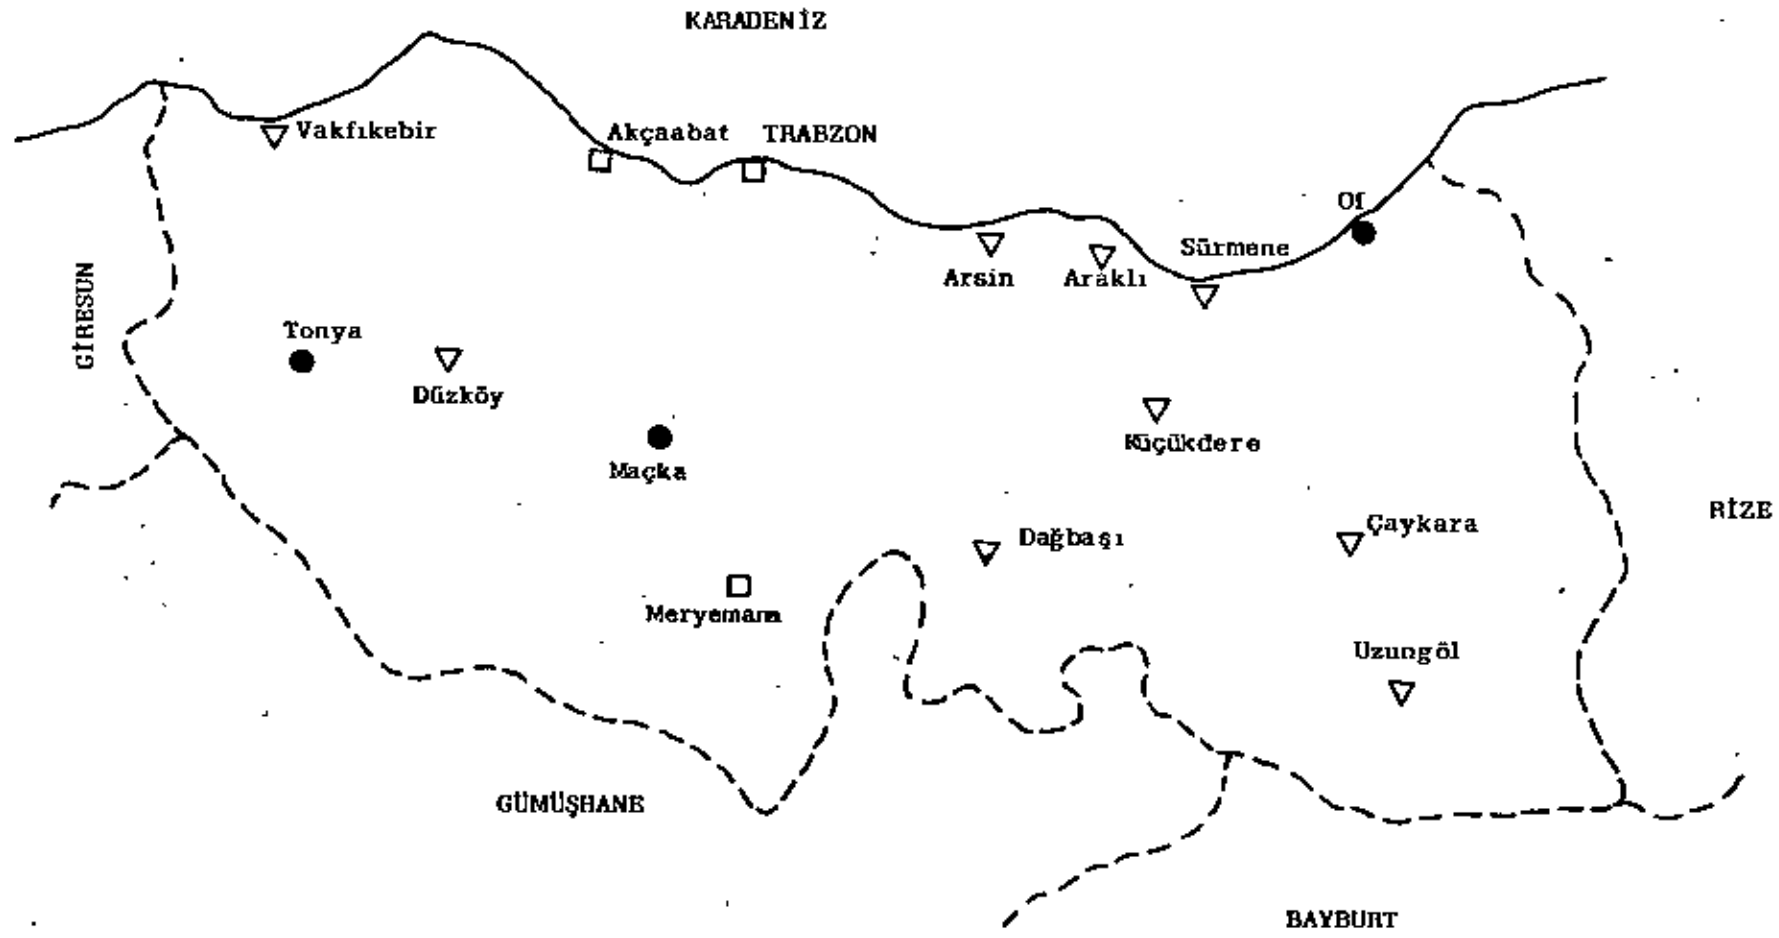 KARADENİZ
Vakfıkebir
Akçaabat
TRABZON
Of
Sürmene
Arsin
Araklı
GİRESUN
Tonya
Düzköy
Maçka
Küçükdere
RİZE
Dağbaşı
Çaykara
Meryemana
Uzungöl
GÜMÜŞHANE
BAYBURT